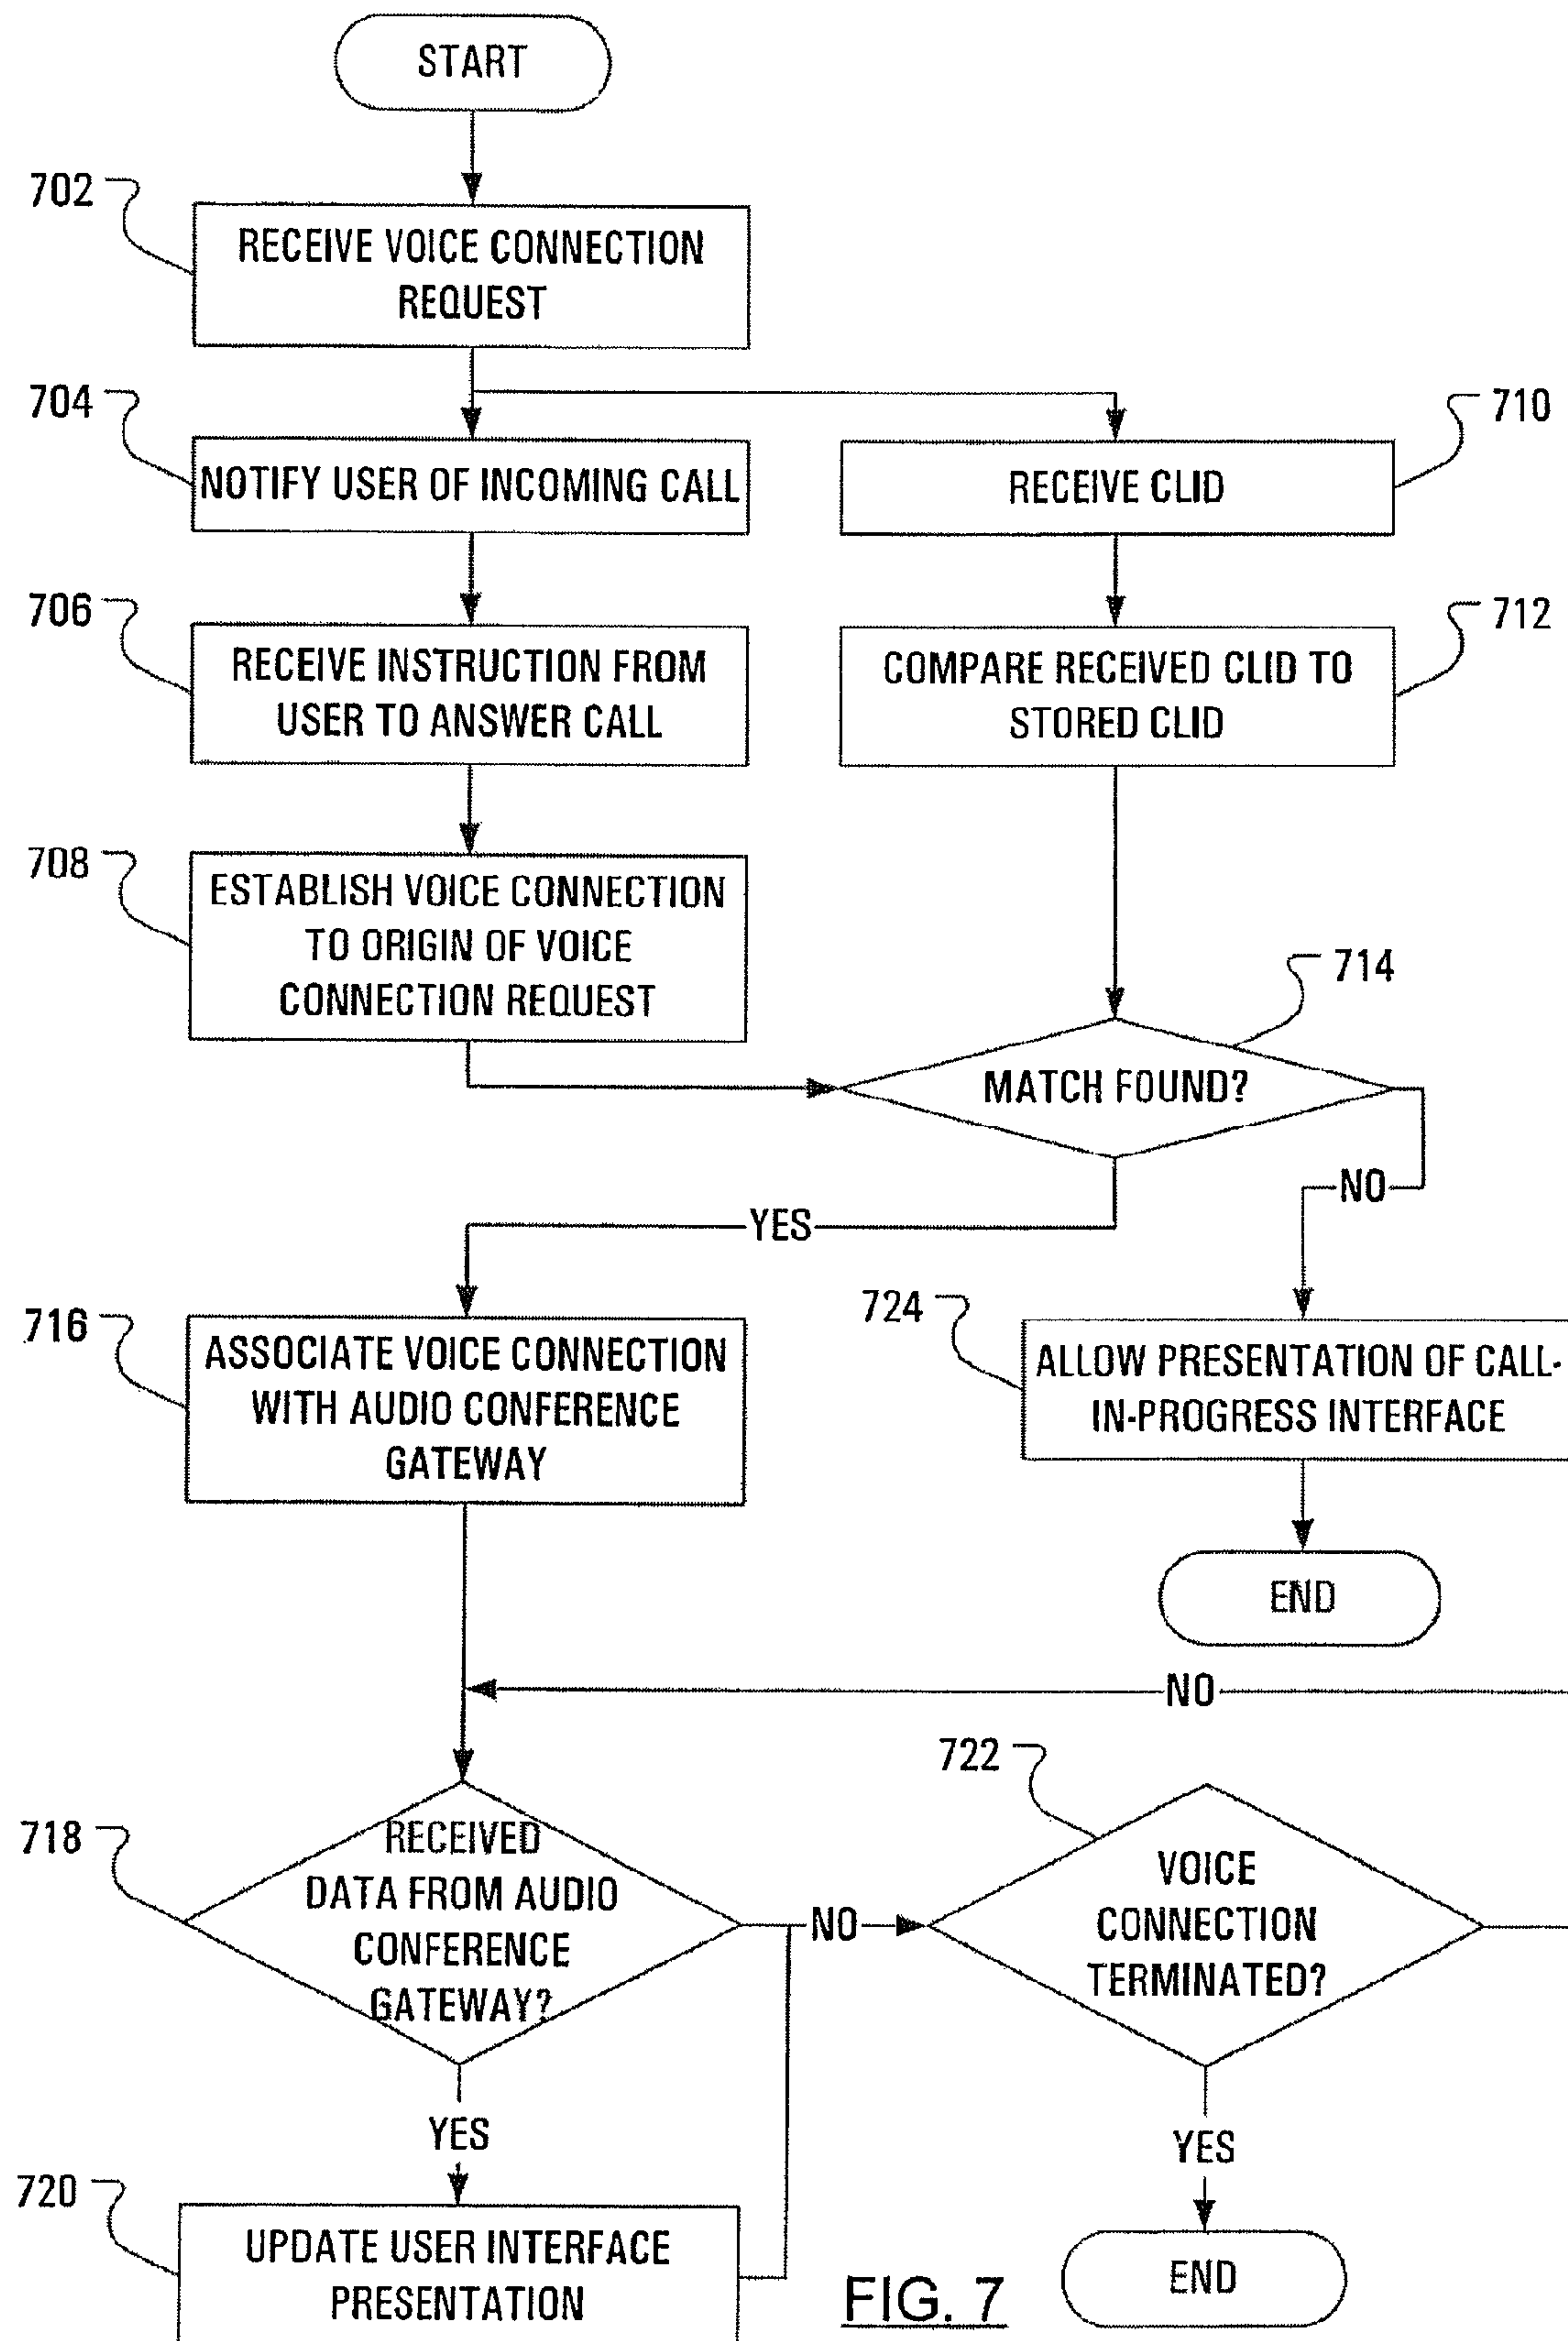 START
702
RECEIVE VOICE CONNECTION
REQUEST
704
NOTIFY USER OF INCOMING CALL
710
RECEIVE CLID
706
RECEIVE INSTRUCTION FROM
USER TO ANSWER CALL
712
COMPARE RECEIVED CLID TO
STORED CLID
708
ESTABLISH VOICE CONNECTION
TO ORIGIN OF VOICE
CONNECTION REQUEST
714
MATCH FOUND?
NO
YES
716
ASSOCIATE VOICE CONNECTION
WITH AUDIO CONFERENCE
GATEWAY
724
ALLOW PRESENTATION OF CALL-
IN-PROGRESS INTERFACE
END
NO
718
RECEIVED
DATA FROM AUDIO
CONFERENCE
GATEWAY?
NO
722
VOICE
CONNECTION
TERMINATED?
YES
YES
720
UPDATE USER INTERFACE
PRESENTATION
END
FIG. 7